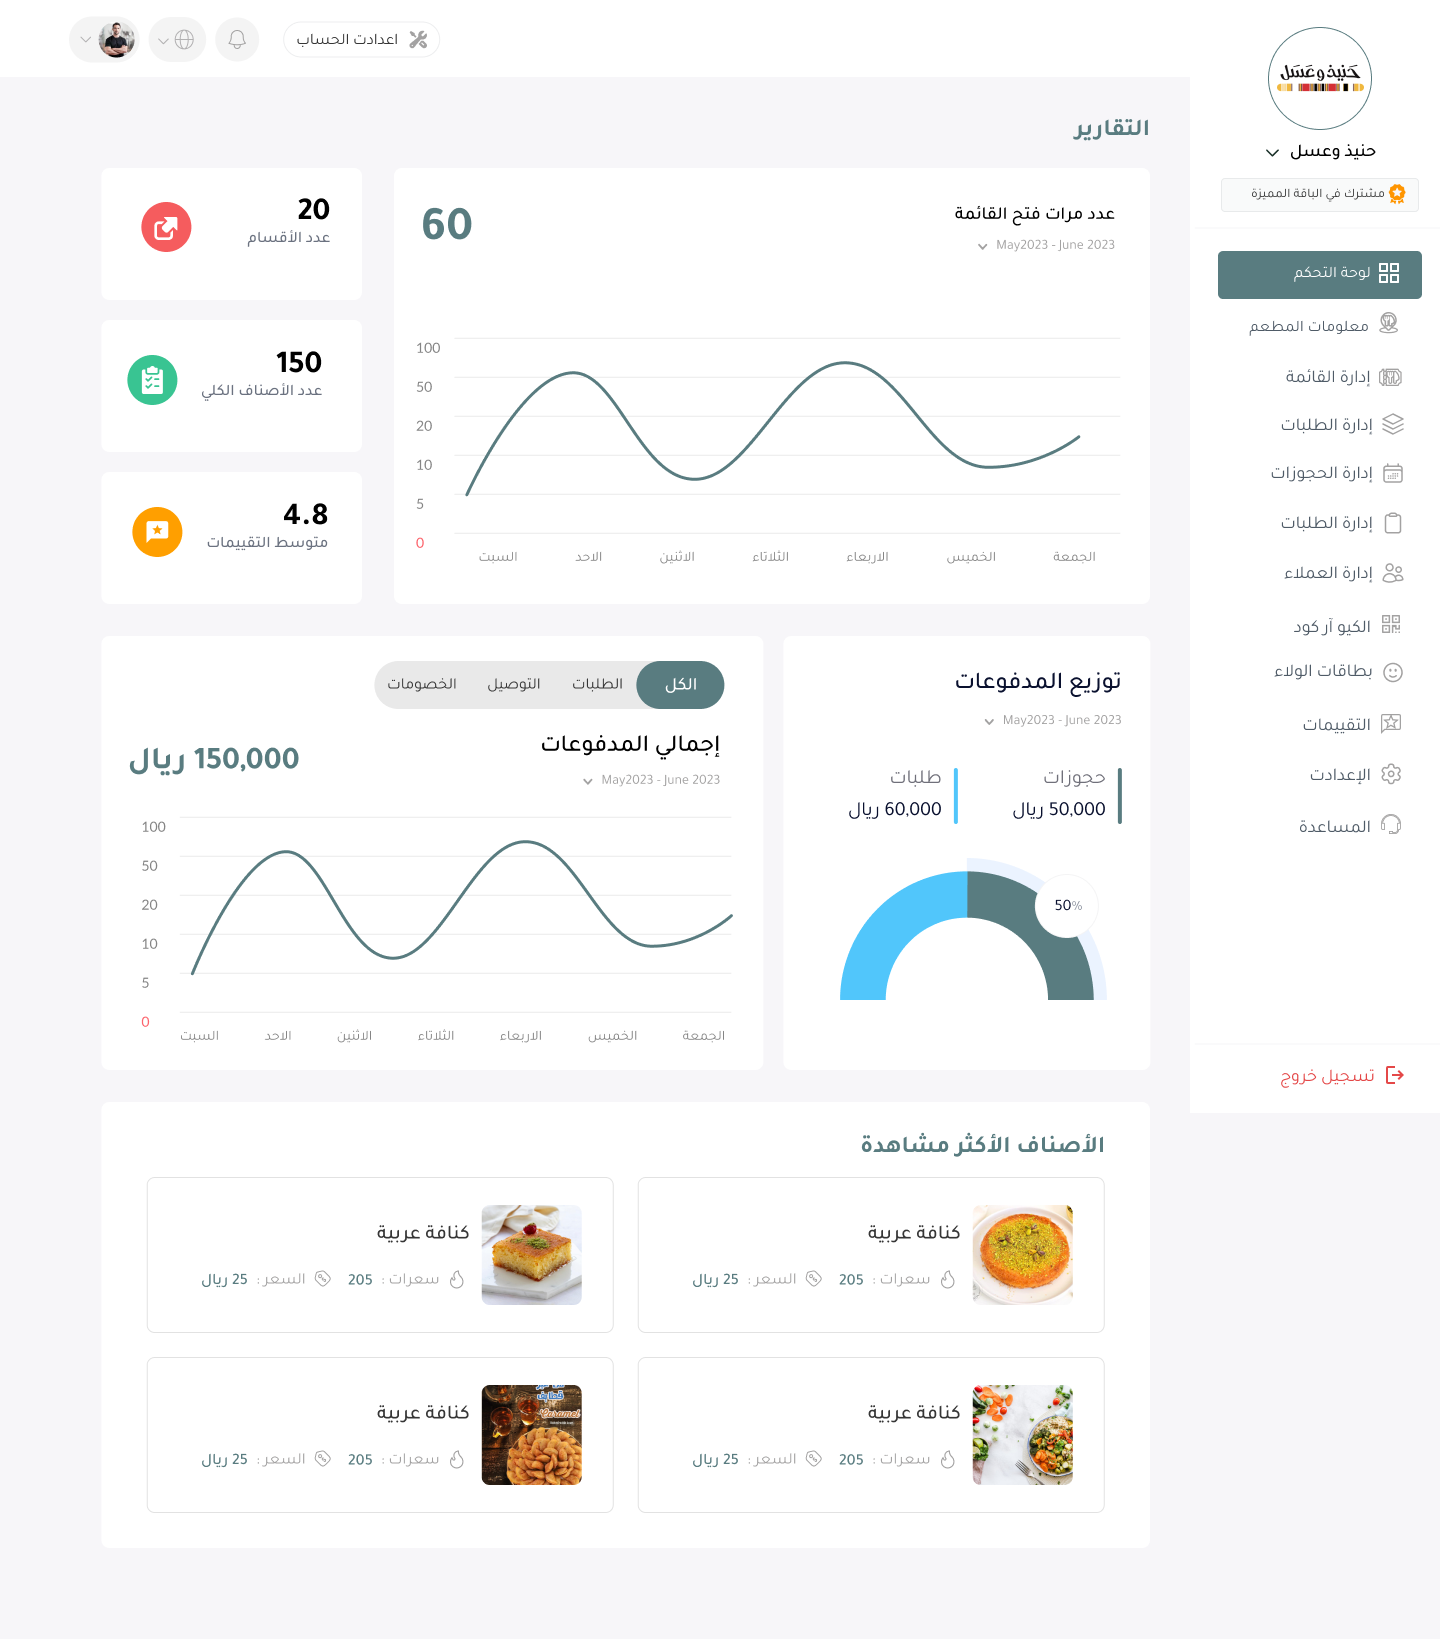 اعدادت الحساب
حنيذ وعسل
حنيذ وعسل
مشترك في الباقة المميزة
لوحة التحكم
معلومات المطعم
إدارة القائمة
إدارة الطلبات
إدارة الحجوزات
إدارة الطلبات
إدارة العملاء
الكيو آر كود
بطاقات الولاء
التقييمات
الإعدادت
المساعدة
تسجيل خروج
التقارير
عدد مرات فتح القائمة
60
May2023 - June 2023
100
50
20
10
5
0
السبت الاحد الاثنين الثلاثاء الاربعاء الخميس الجمعة
20
عدد الأقسام
150
عدد الأصناف الكلي
4.8
متوسط التقييمات
توزيع المدفوعات
May2023 - June 2023
حجوزات
50,000 ريال
طلبات
60,000 ريال
50%
الكل الطلبات التوصيل الخصومات
إجمالي المدفوعات
150,000 ريال
May2023 - June 2023
100
50
20
10
5
0
السبت الاحد الاثنين الثلاثاء الاربعاء الخميس الجمعة
الأصناف الأكثر مشاهدة
كنافة عربية
سعرات : 205 السعر : 25 ريال
كنافة عربية
سعرات : 205 السعر : 25 ريال
كنافة عربية
سعرات : 205 السعر : 25 ريال
كنافة عربية
سعرات : 205 السعر : 25 ريال
قطايف
Caramel